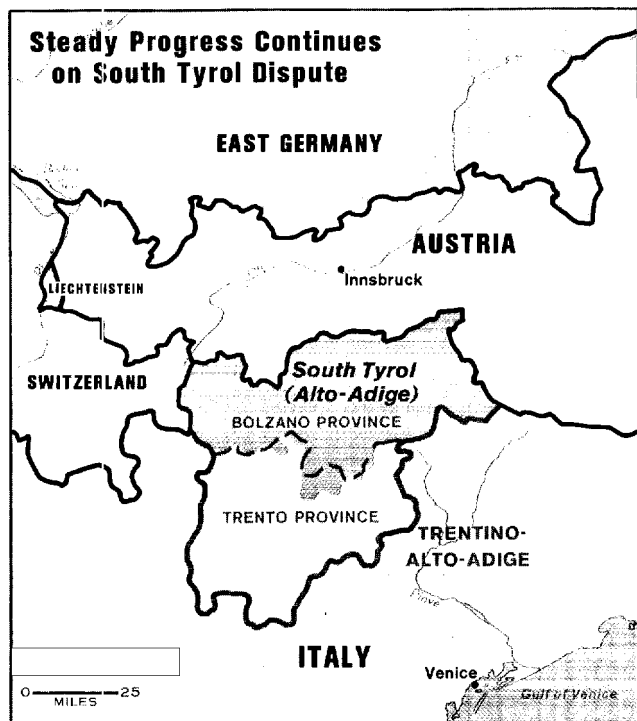 Steady Progress Continues
on South Tyrol Dispute
EAST GERMANY
AUSTRIA
Innsbruck
LIECHTENSTEIN
South Tyrol
(Alto-Adige)
SWITZERLAND
BOLZANO PROVINCE
TRENTO PROVINCE
TRENTINO-
ALTO-ADIGE
Piave
ITALY
Venice
Gulf of Venice
0 25
MILES